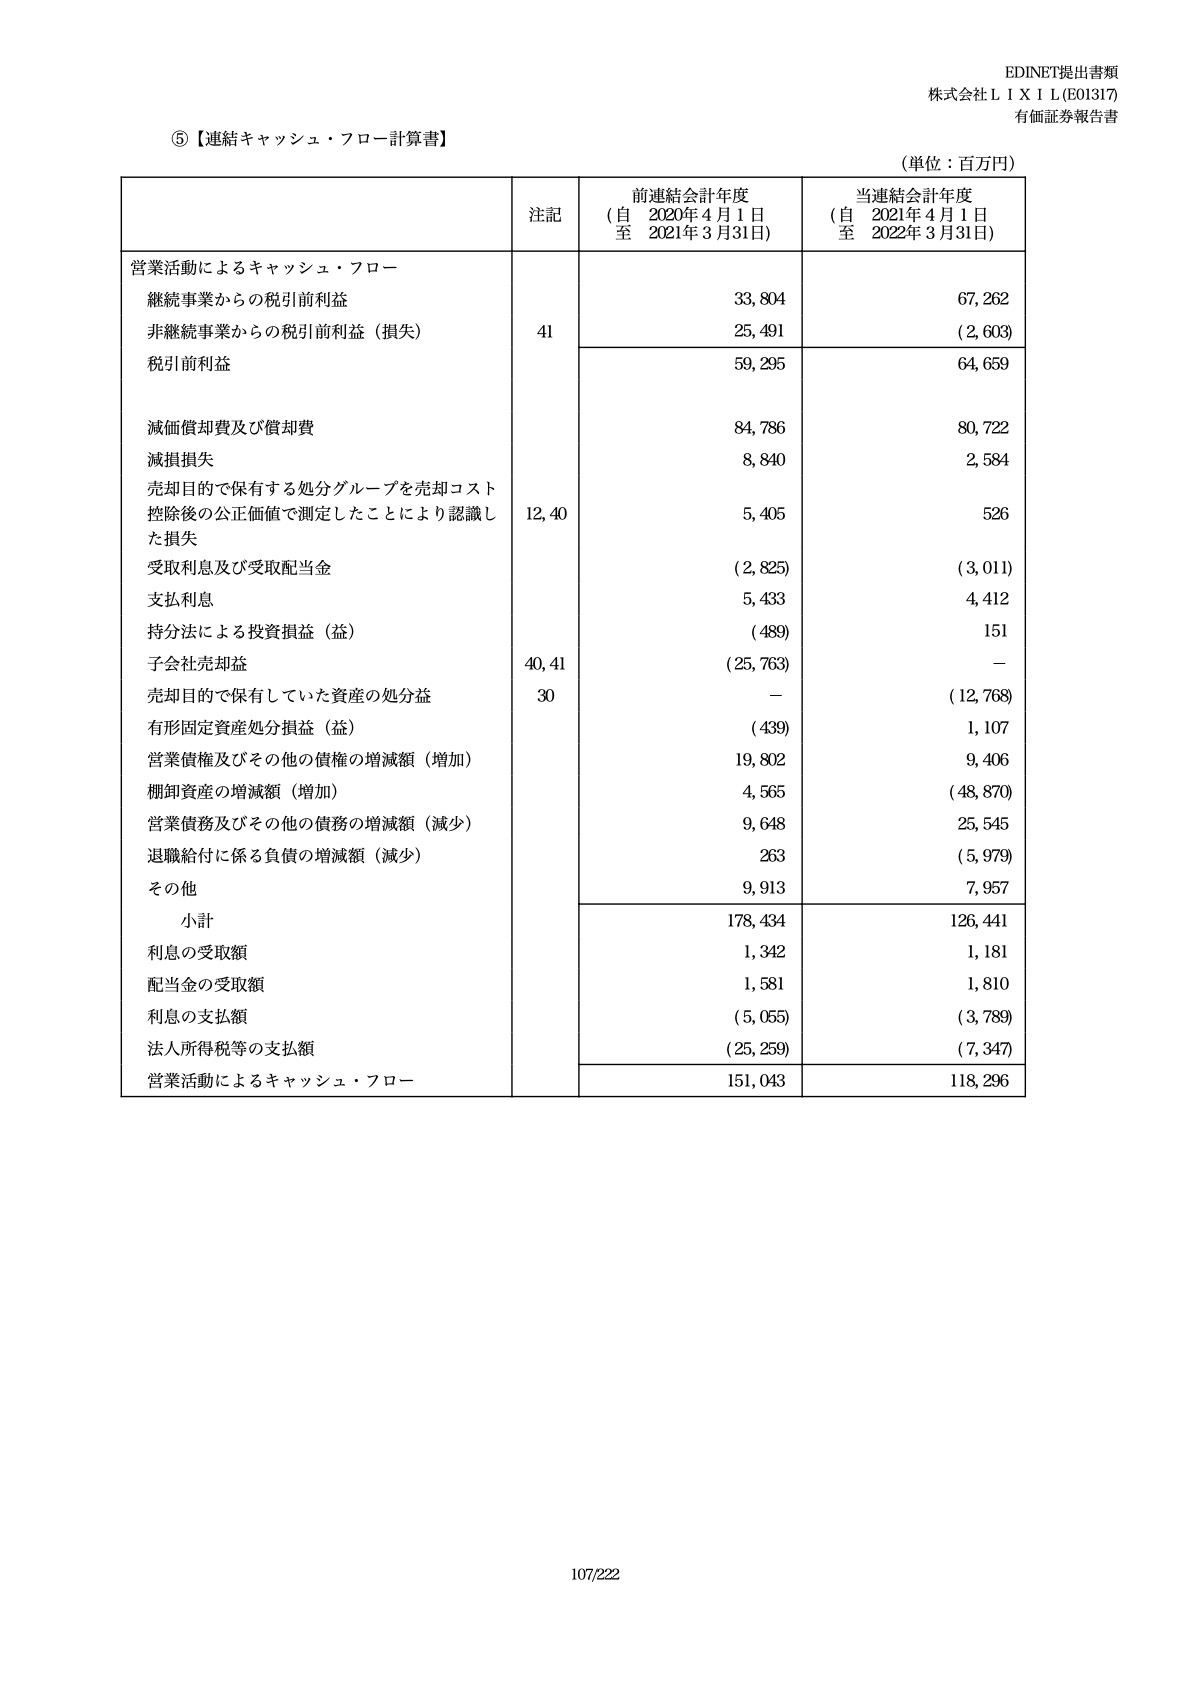 EDINET提出書類
株式会社ＬＩＸＩＬ(E01317)
有価証券報告書
⑤【連結キャッシュ・フロー計算書】
（単位：百万円）
注記
前連結会計年度
(自　2020年４月１日
至　2021年３月31日)
当連結会計年度
(自　2021年４月１日
至　2022年３月31日)
営業活動によるキャッシュ・フロー
継続事業からの税引前利益 33,804 67,262
非継続事業からの税引前利益（損失） 41 25,491 (2,603)
税引前利益 59,295 64,659
減価償却費及び償却費 84,786 80,722
減損損失 8,840 2,584
売却目的で保有する処分グループを売却コスト
控除後の公正価値で測定したことにより認識し 12,40 5,405 526
た損失
受取利息及び受取配当金 (2,825) (3,011)
支払利息 5,433 4,412
持分法による投資損益（益） (489) 151
子会社売却益 40,41 (25,763) －
売却目的で保有していた資産の処分益 30 － (12,768)
有形固定資産処分損益（益） (439) 1,107
営業債権及びその他の債権の増減額（増加） 19,802 9,406
棚卸資産の増減額（増加） 4,565 (48,870)
営業債務及びその他の債務の増減額（減少） 9,648 25,545
退職給付に係る負債の増減額（減少） 263 (5,979)
その他 9,913 7,957
小計 178,434 126,441
利息の受取額 1,342 1,181
配当金の受取額 1,581 1,810
利息の支払額 (5,055) (3,789)
法人所得税等の支払額 (25,259) (7,347)
営業活動によるキャッシュ・フロー 151,043 118,296
107/222